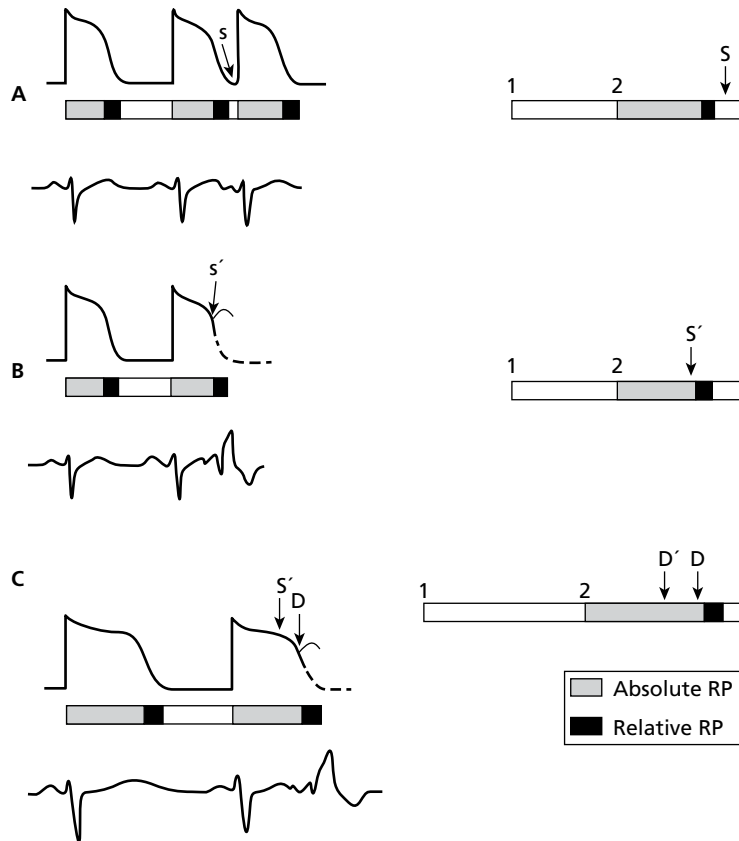 s
S
A
1 2
s´
S´
B
1 2
C
S´
D
D´ D
1 2
Absolute RP
Relative RP